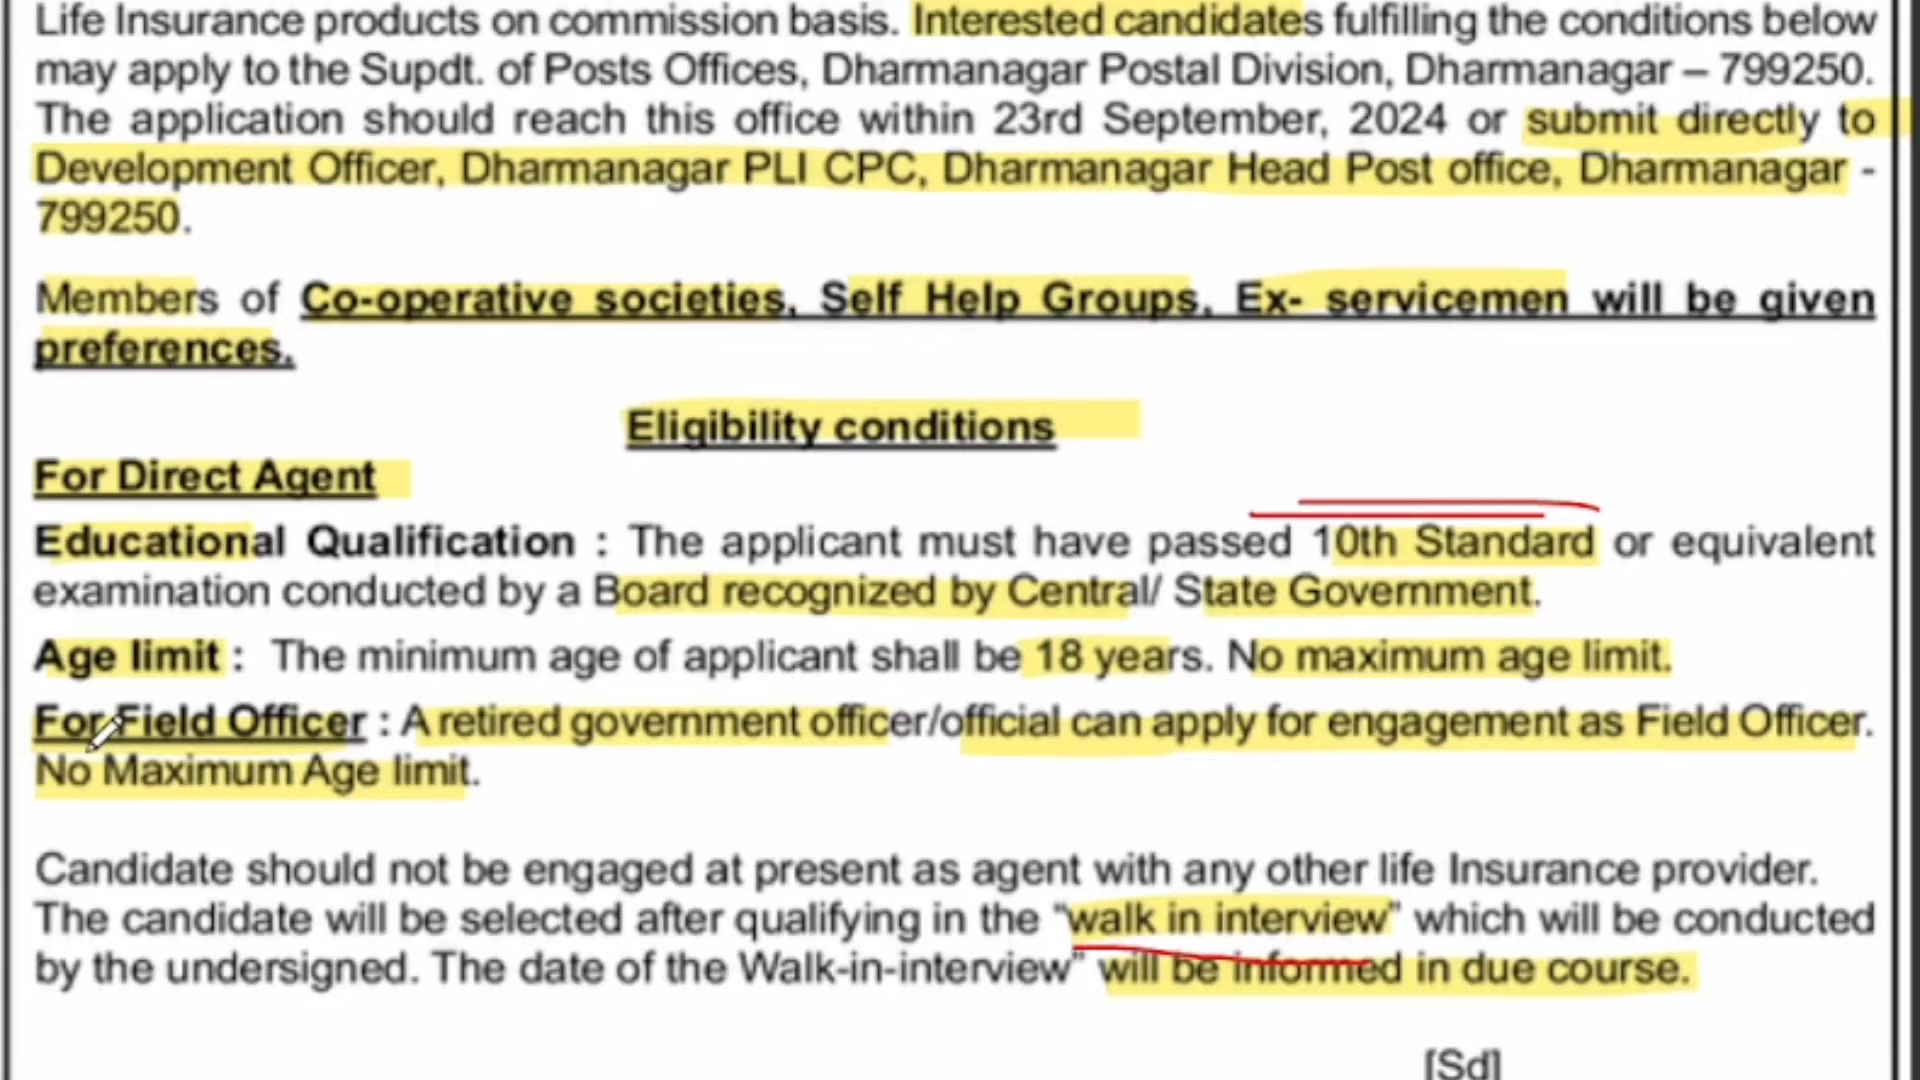 Life Insurance products on commission basis. Interested candidates fulfilling the conditions below
may apply to the Supdt. of Posts Offices, Dharmanagar Postal Division, Dharmanagar – 799250.
The application should reach this office within 23rd September, 2024 or submit directly to
Development Officer, Dharmanagar PLI CPC, Dharmanagar Head Post office, Dharmanagar -
799250.
Members of Co-operative societies, Self Help Groups, Ex- servicemen will be given
preferences.
Eligibility conditions
For Direct Agent
Educational Qualification : The applicant must have passed 10th Standard or equivalent
examination conducted by a Board recognized by Central/ State Government.
Age limit : The minimum age of applicant shall be 18 years. No maximum age limit.
For Field Officer : A retired government officer/official can apply for engagement as Field Officer.
No Maximum Age limit.
Candidate should not be engaged at present as agent with any other life Insurance provider.
The candidate will be selected after qualifying in the “walk in interview” which will be conducted
by the undersigned. The date of the Walk-in-interview” will be informed in due course.
[Sd]